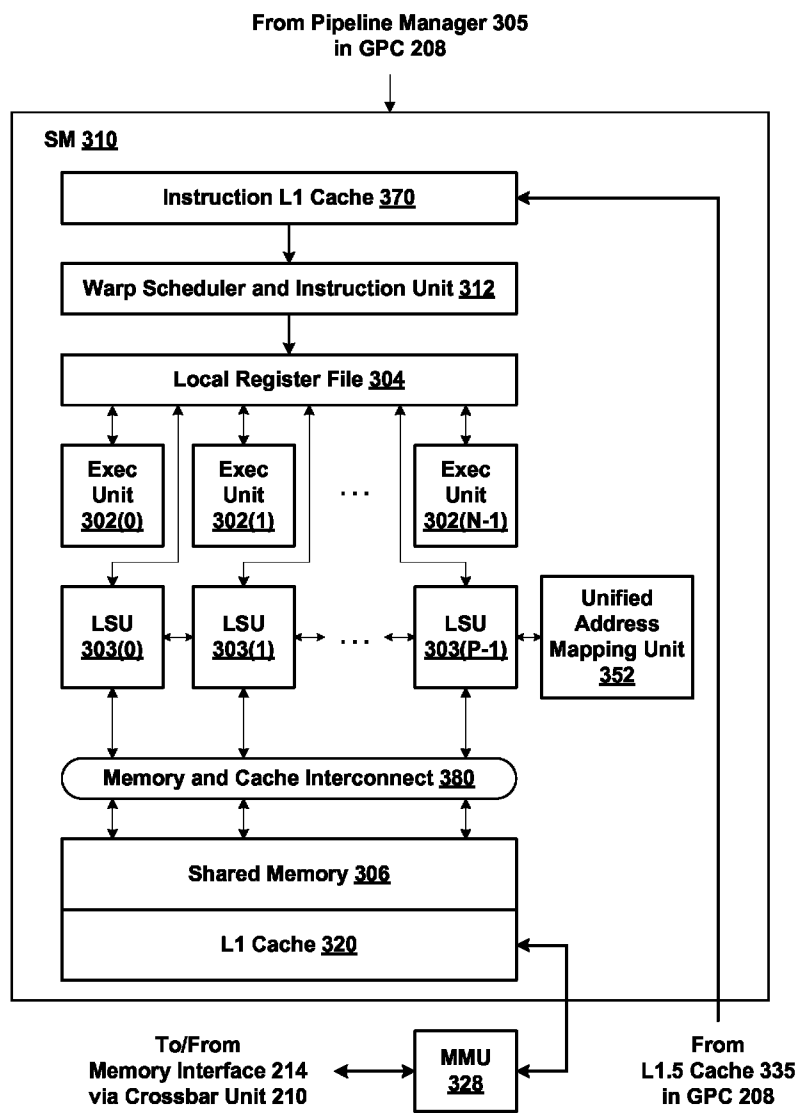 From Pipeline Manager 305
in GPC 208
SM 310
Instruction L1 Cache 370
Warp Scheduler and Instruction Unit 312
Local Register File 304
Exec
Unit
302(0)
Exec
Unit
302(1)
. . .
Exec
Unit
302(N-1)
LSU
303(0)
LSU
303(1)
. . .
LSU
303(P-1)
Unified
Address
Mapping Unit
352
Memory and Cache Interconnect 380
Shared Memory 306
L1 Cache 320
To/From
Memory Interface 214
via Crossbar Unit 210
MMU
328
From
L1.5 Cache 335
in GPC 208